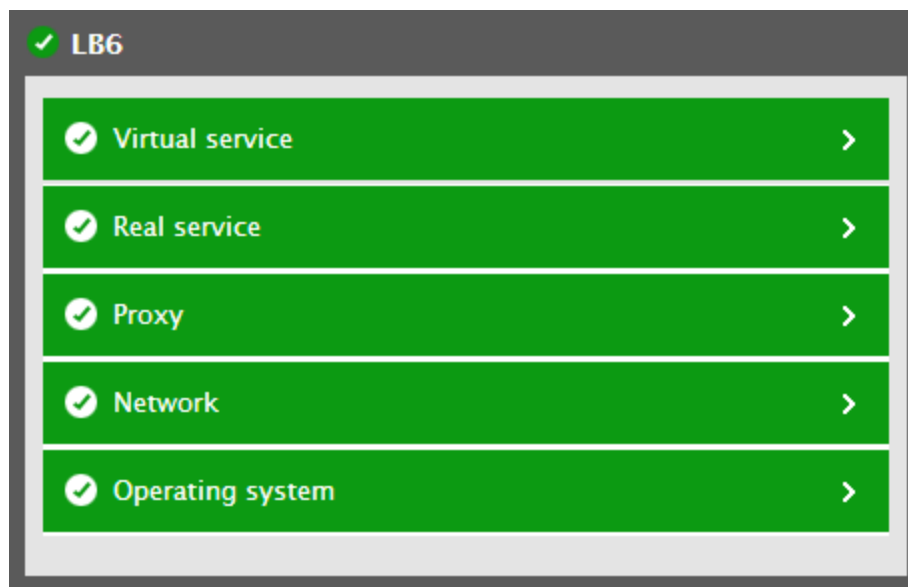 LB6
Virtual service
Real service
Proxy
Network
Operating system